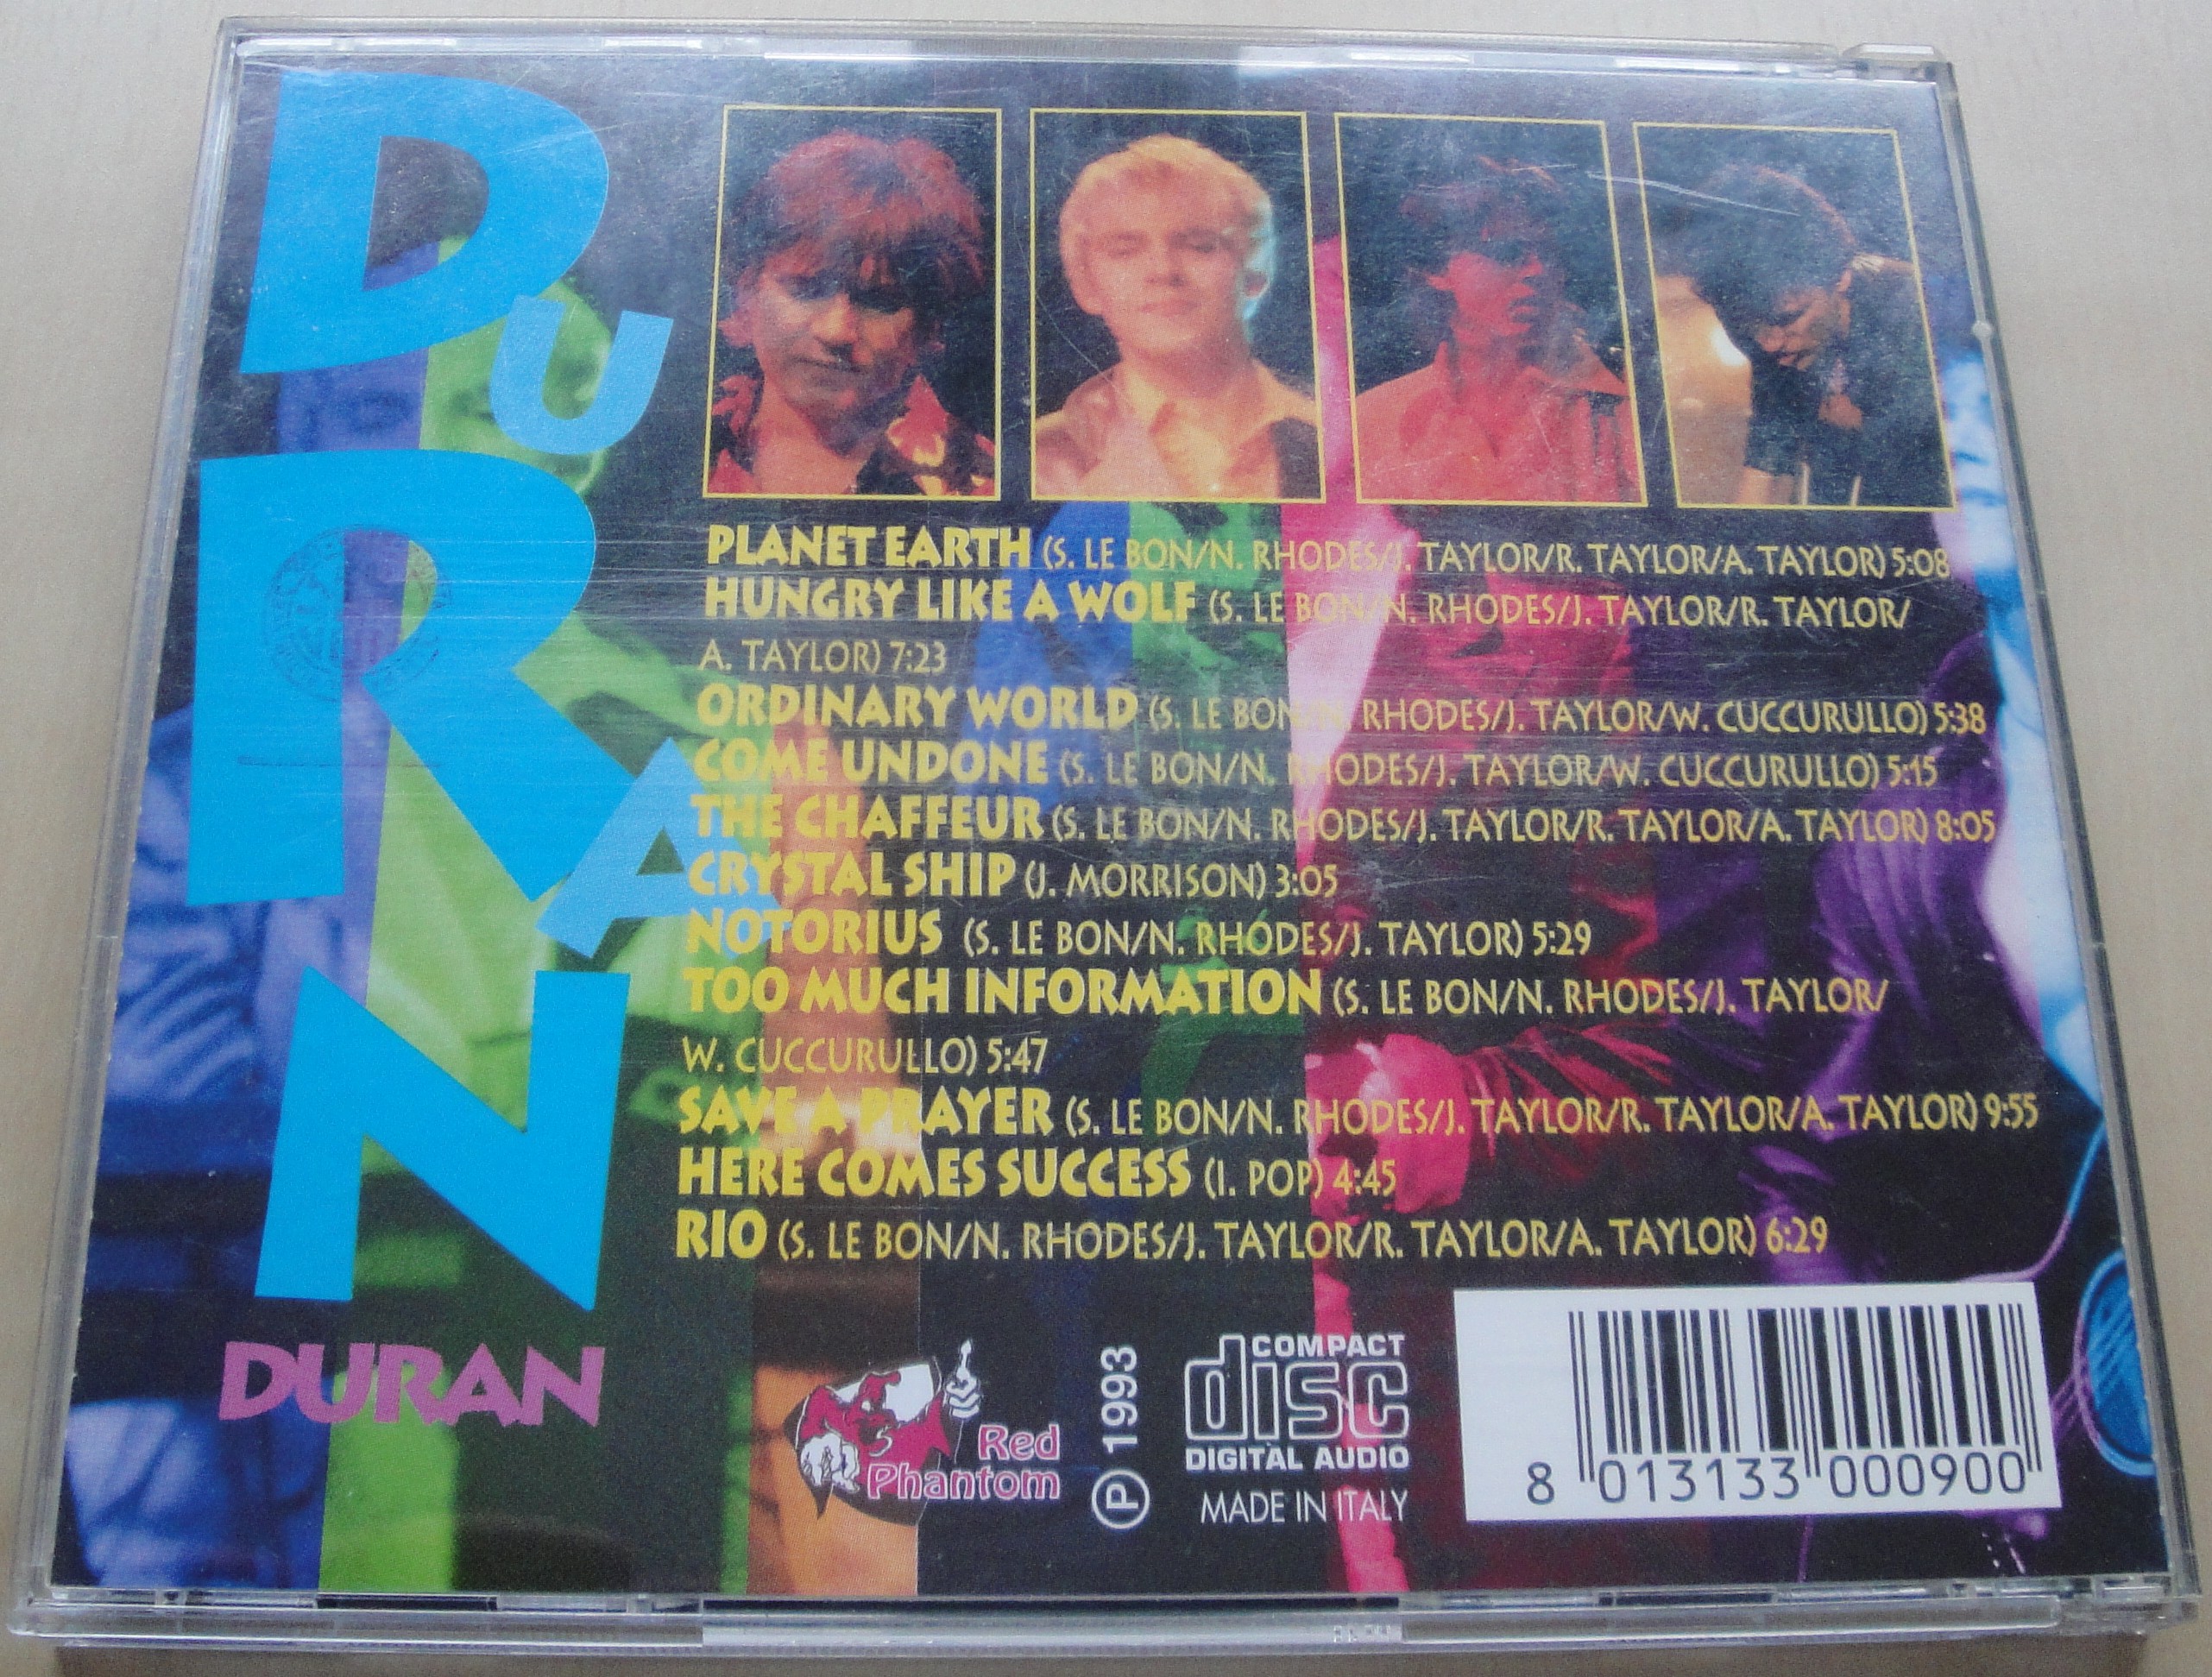 DURAN
DURAN
PLANET EARTH (S. LE BON/N. RHODES/J. TAYLOR/R. TAYLOR/A. TAYLOR) 5:08
HUNGRY LIKE A WOLF (S. LE BON/N. RHODES/J. TAYLOR/R. TAYLOR/
A. TAYLOR) 7:23
ORDINARY WORLD (S. LE BON/N. RHODES/J. TAYLOR/W. CUCCURULLO) 5:38
COME UNDONE (S. LE BON/N. RHODES/J. TAYLOR/W. CUCCURULLO) 5:15
THE CHAFFEUR (S. LE BON/N. RHODES/J. TAYLOR/R. TAYLOR/A. TAYLOR) 8:05
CRYSTAL SHIP (J. MORRISON) 3:05
NOTORIUS (S. LE BON/N. RHODES/J. TAYLOR) 5:29
TOO MUCH INFORMATION (S. LE BON/N. RHODES/J. TAYLOR/
W. CUCCURULLO) 5:47
SAVE A PRAYER (S. LE BON/N. RHODES/J. TAYLOR/R. TAYLOR/A. TAYLOR) 9:55
HERE COMES SUCCESS (I. POP) 4:45
RIO (S. LE BON/N. RHODES/J. TAYLOR/R. TAYLOR/A. TAYLOR) 6:29
Red
Phantom
℗ 1993
COMPACT
disc
DIGITAL AUDIO
MADE IN ITALY
8 013133 000900